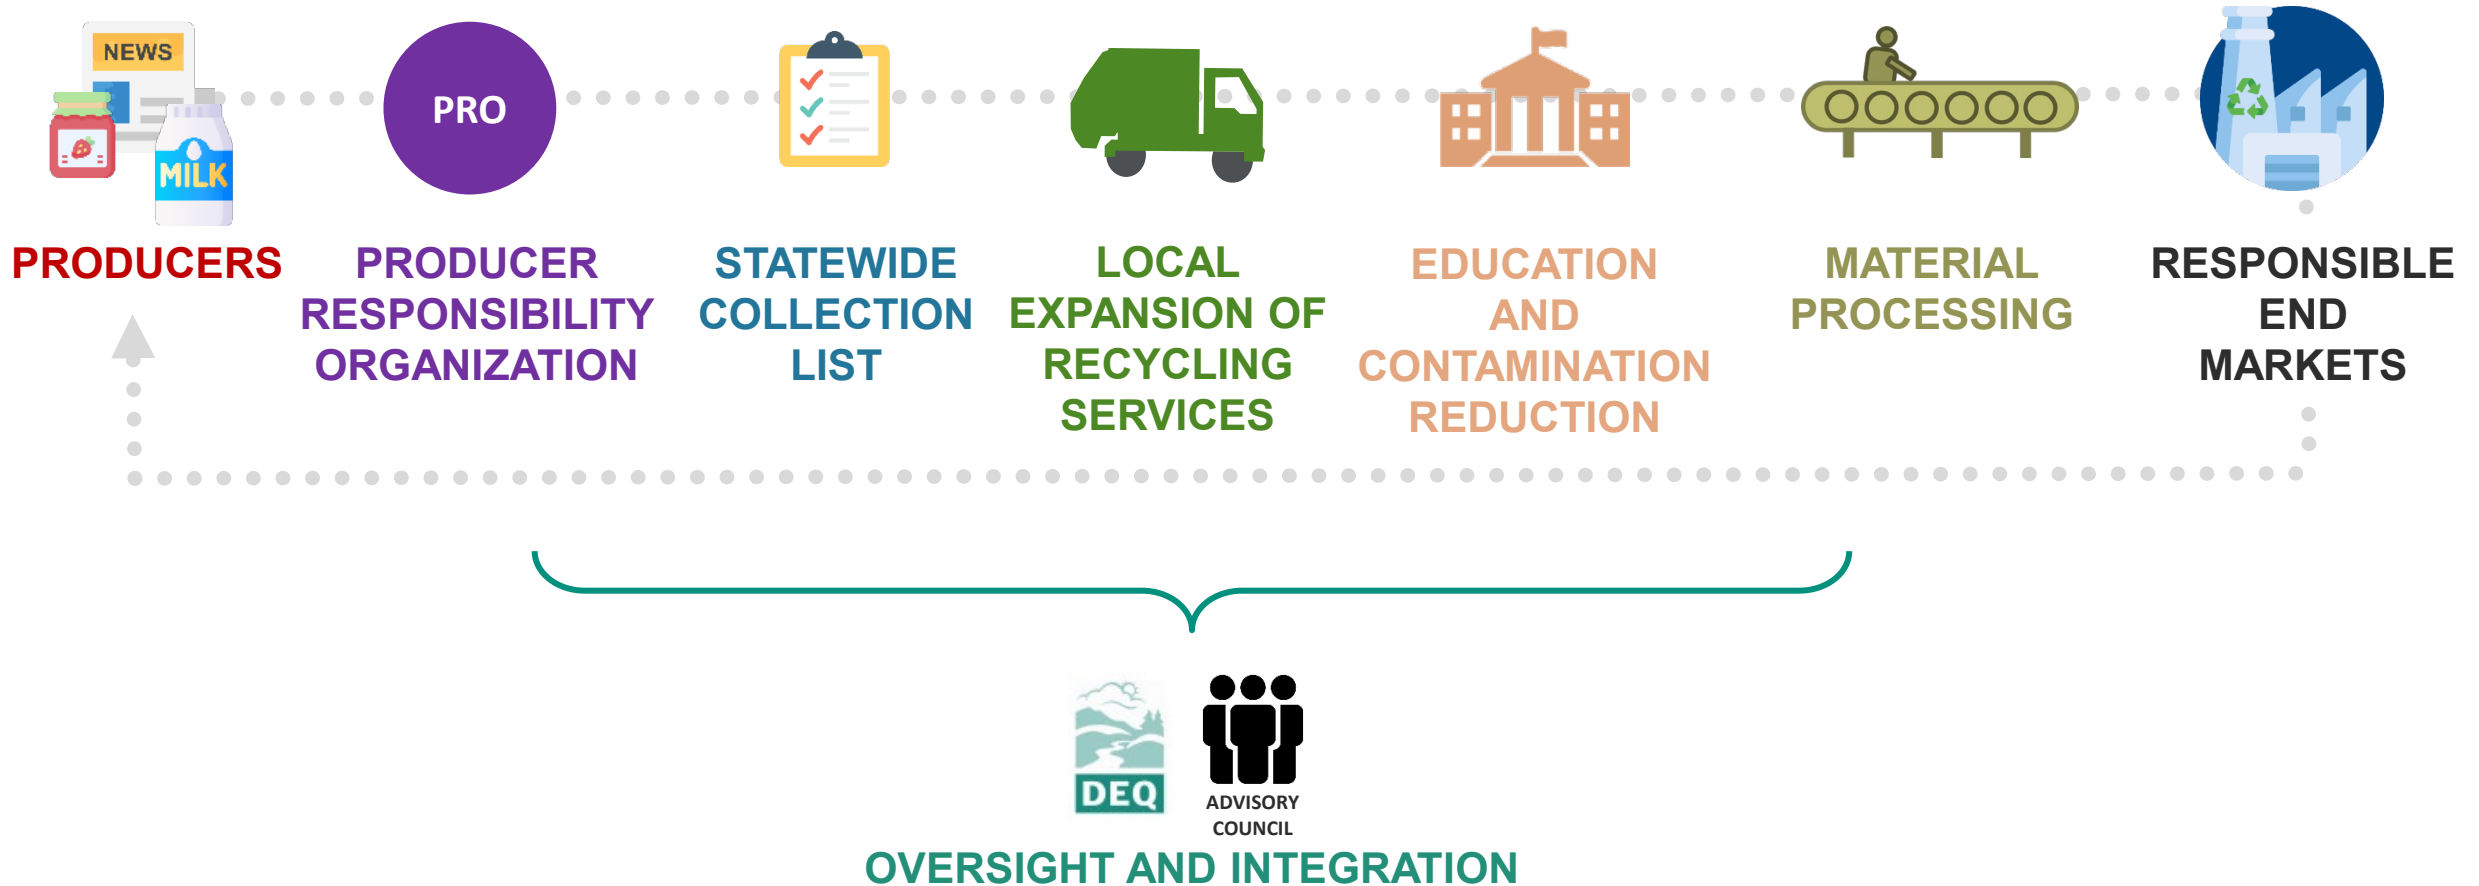 NEWS
MILK
PRO
PRODUCERS
PRODUCER
RESPONSIBILITY
ORGANIZATION
STATEWIDE
COLLECTION
LIST
LOCAL
EXPANSION OF
RECYCLING
SERVICES
EDUCATION
AND
CONTAMINATION
REDUCTION
MATERIAL
PROCESSING
RESPONSIBLE
END
MARKETS
DEQ
ADVISORY
COUNCIL
OVERSIGHT AND INTEGRATION